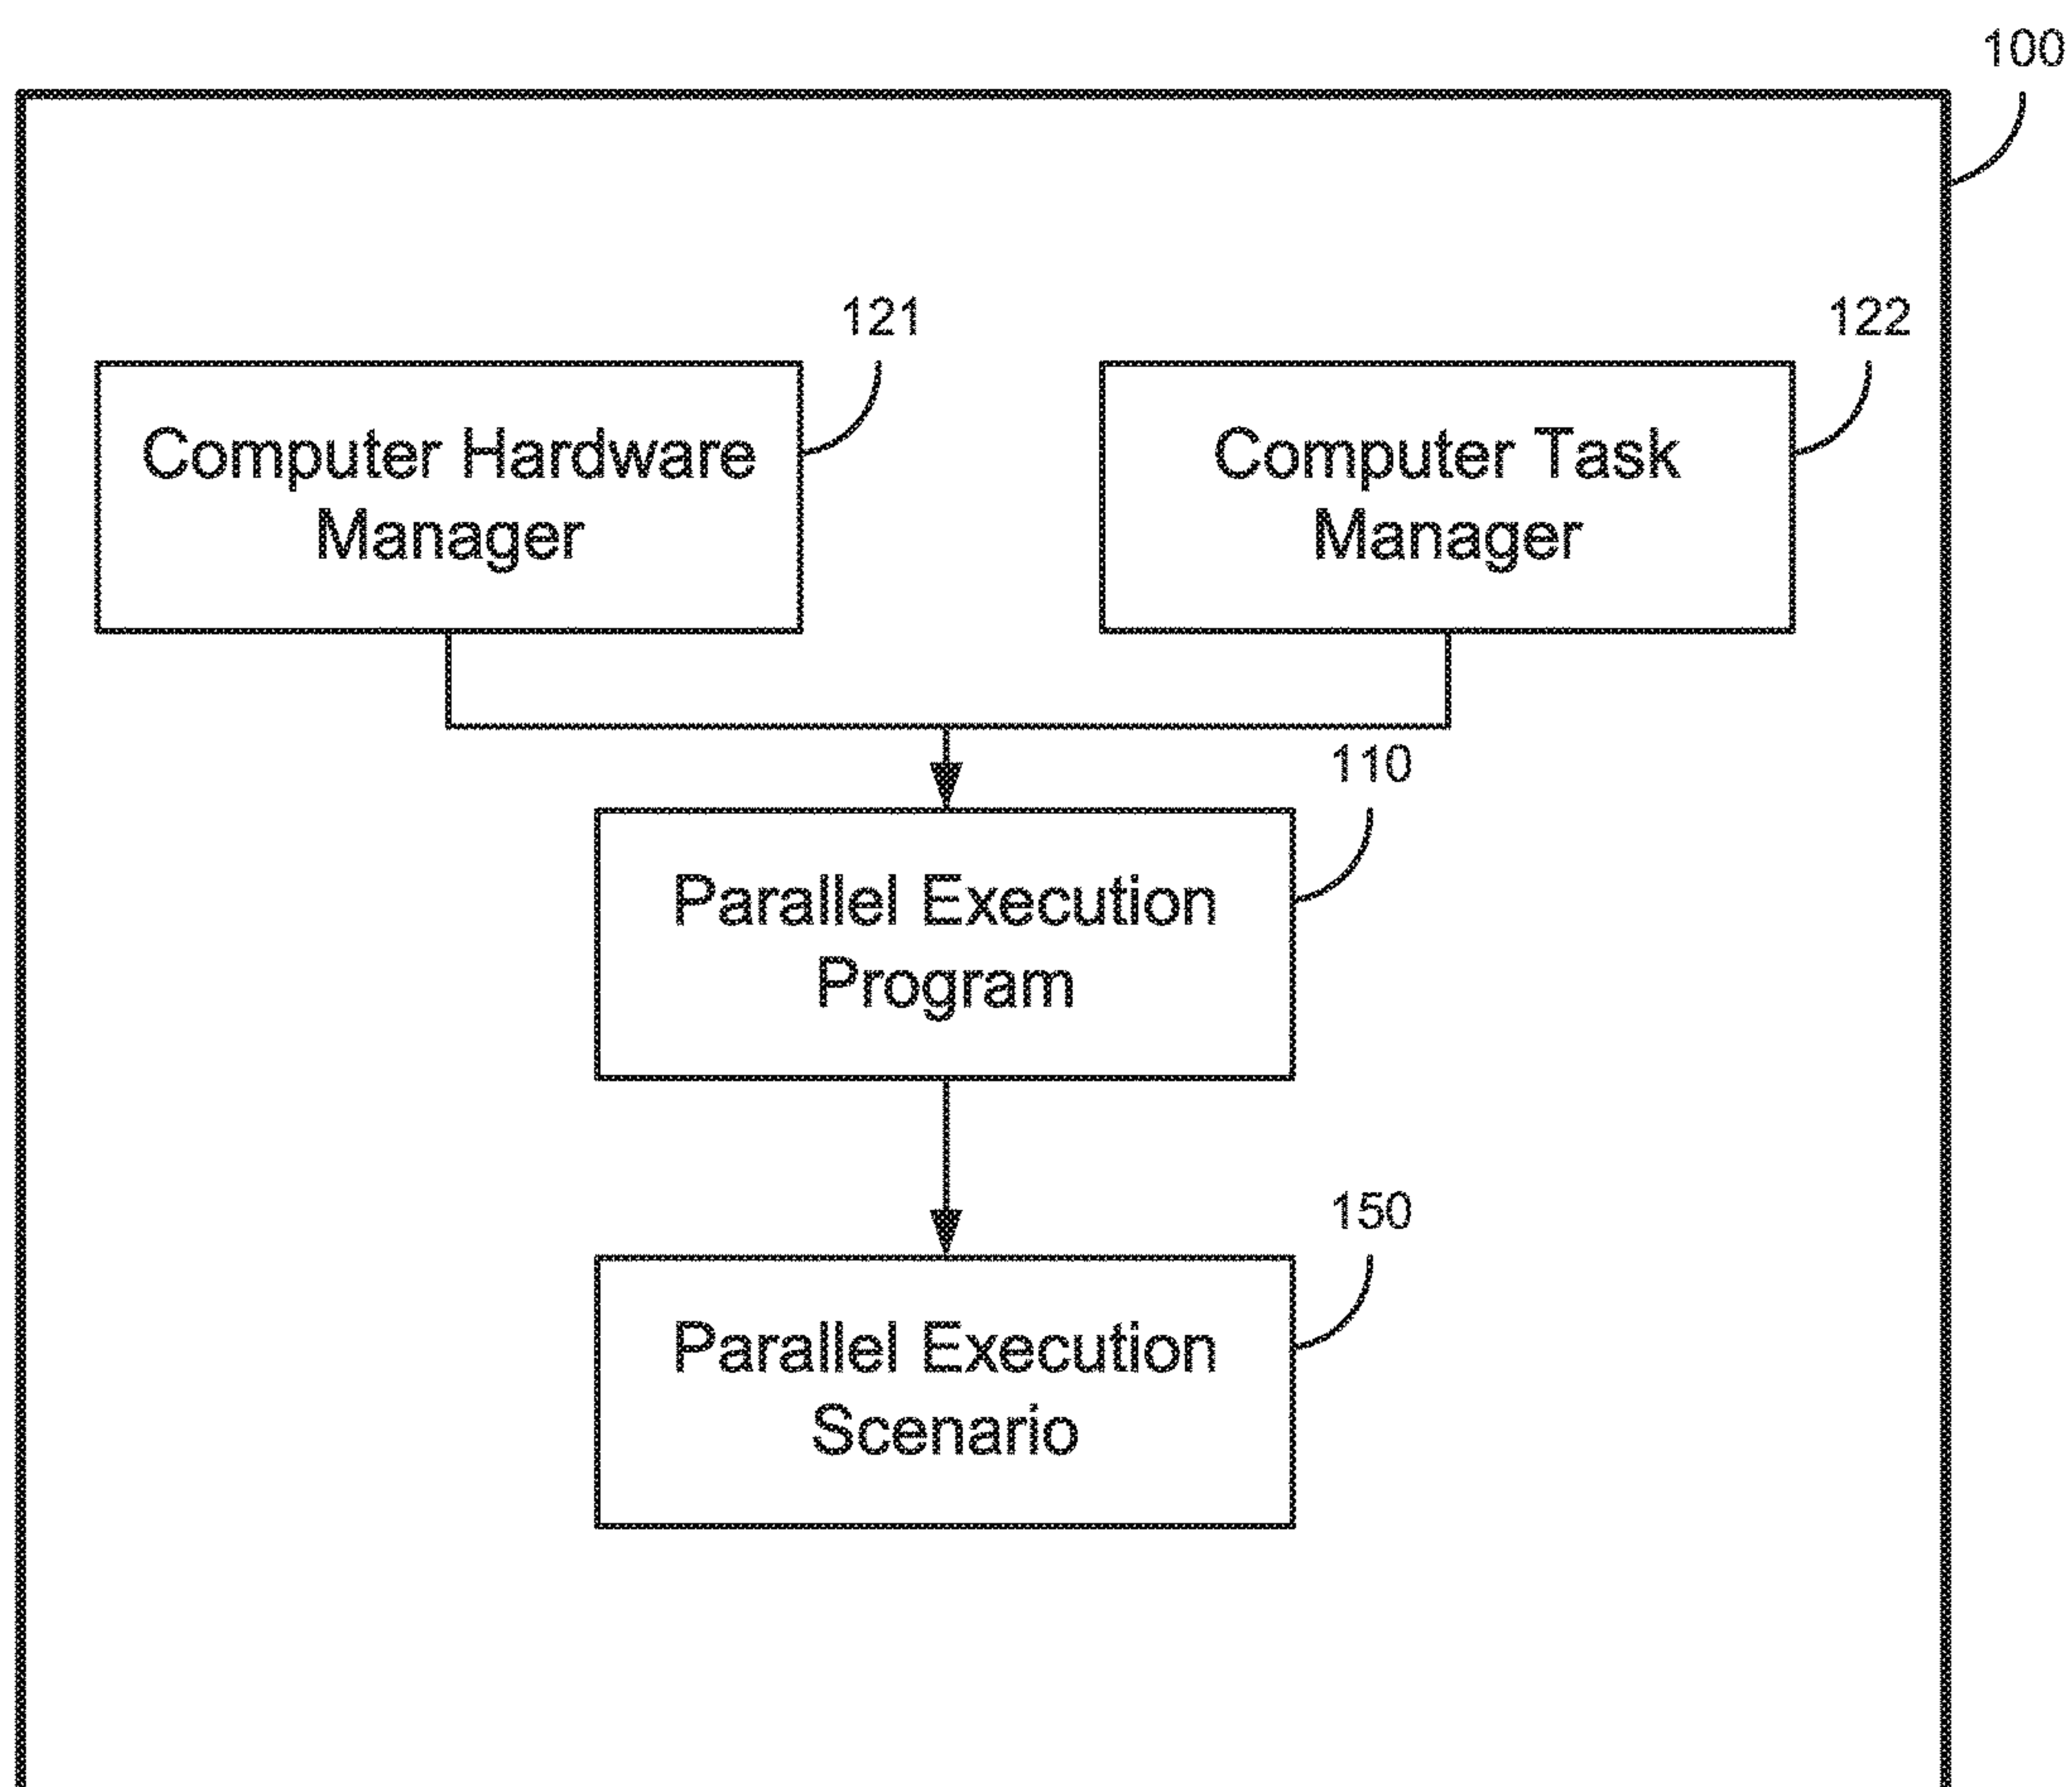 100
121
122
Computer Hardware
Manager
Computer Task
Manager
110
Parallel Execution
Program
150
Parallel Execution
Scenario